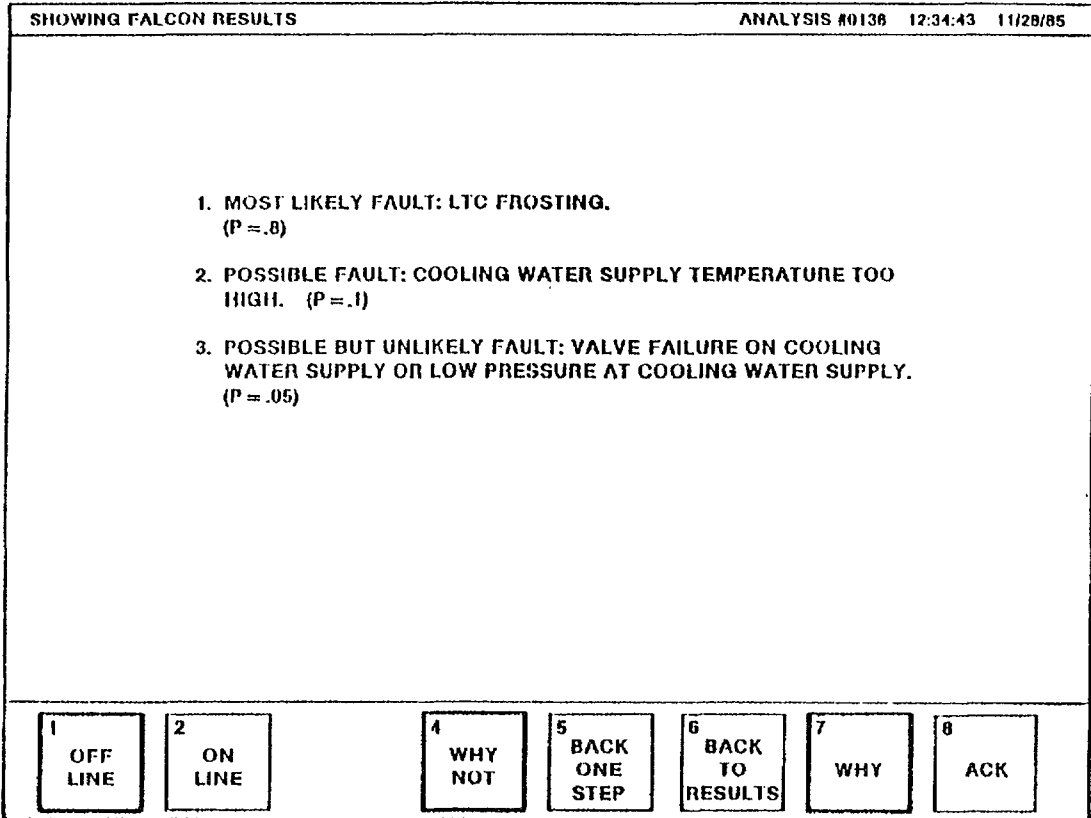 SHOWING FALCON RESULTS ANALYSIS #0136 12:34:43 11/28/85
1. MOST LIKELY FAULT: LTC FROSTING.
(P = .8)
2. POSSIBLE FAULT: COOLING WATER SUPPLY TEMPERATURE TOO
HIGH. (P = .1)
3. POSSIBLE BUT UNLIKELY FAULT: VALVE FAILURE ON COOLING
WATER SUPPLY OR LOW PRESSURE AT COOLING WATER SUPPLY.
(P = .05)
1
OFF
LINE
2
ON
LINE
4
WHY
NOT
5
BACK
ONE
STEP
6
BACK
TO
RESULTS
7
WHY
8
ACK